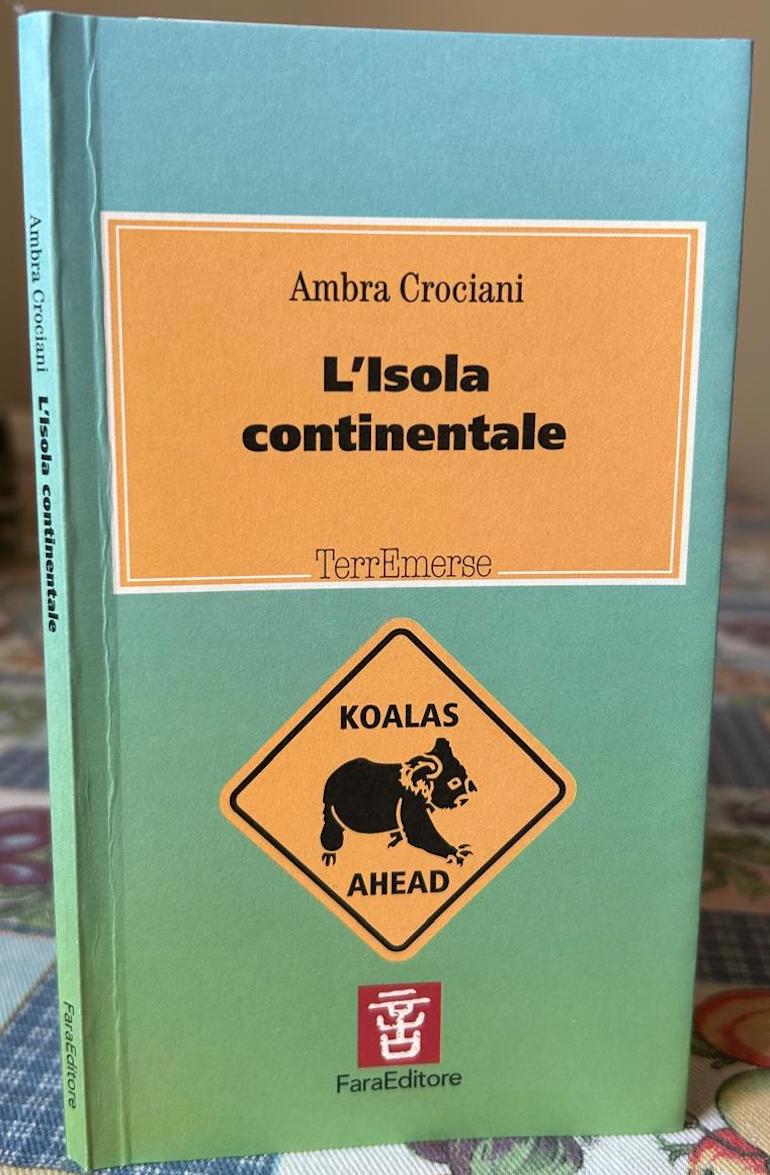 Ambra Crociani
L'Isola
continentale
TerrEmerse
KOALAS
AHEAD
FaraEditore
Ambra Crociani L'Isola continentale FaraEditore